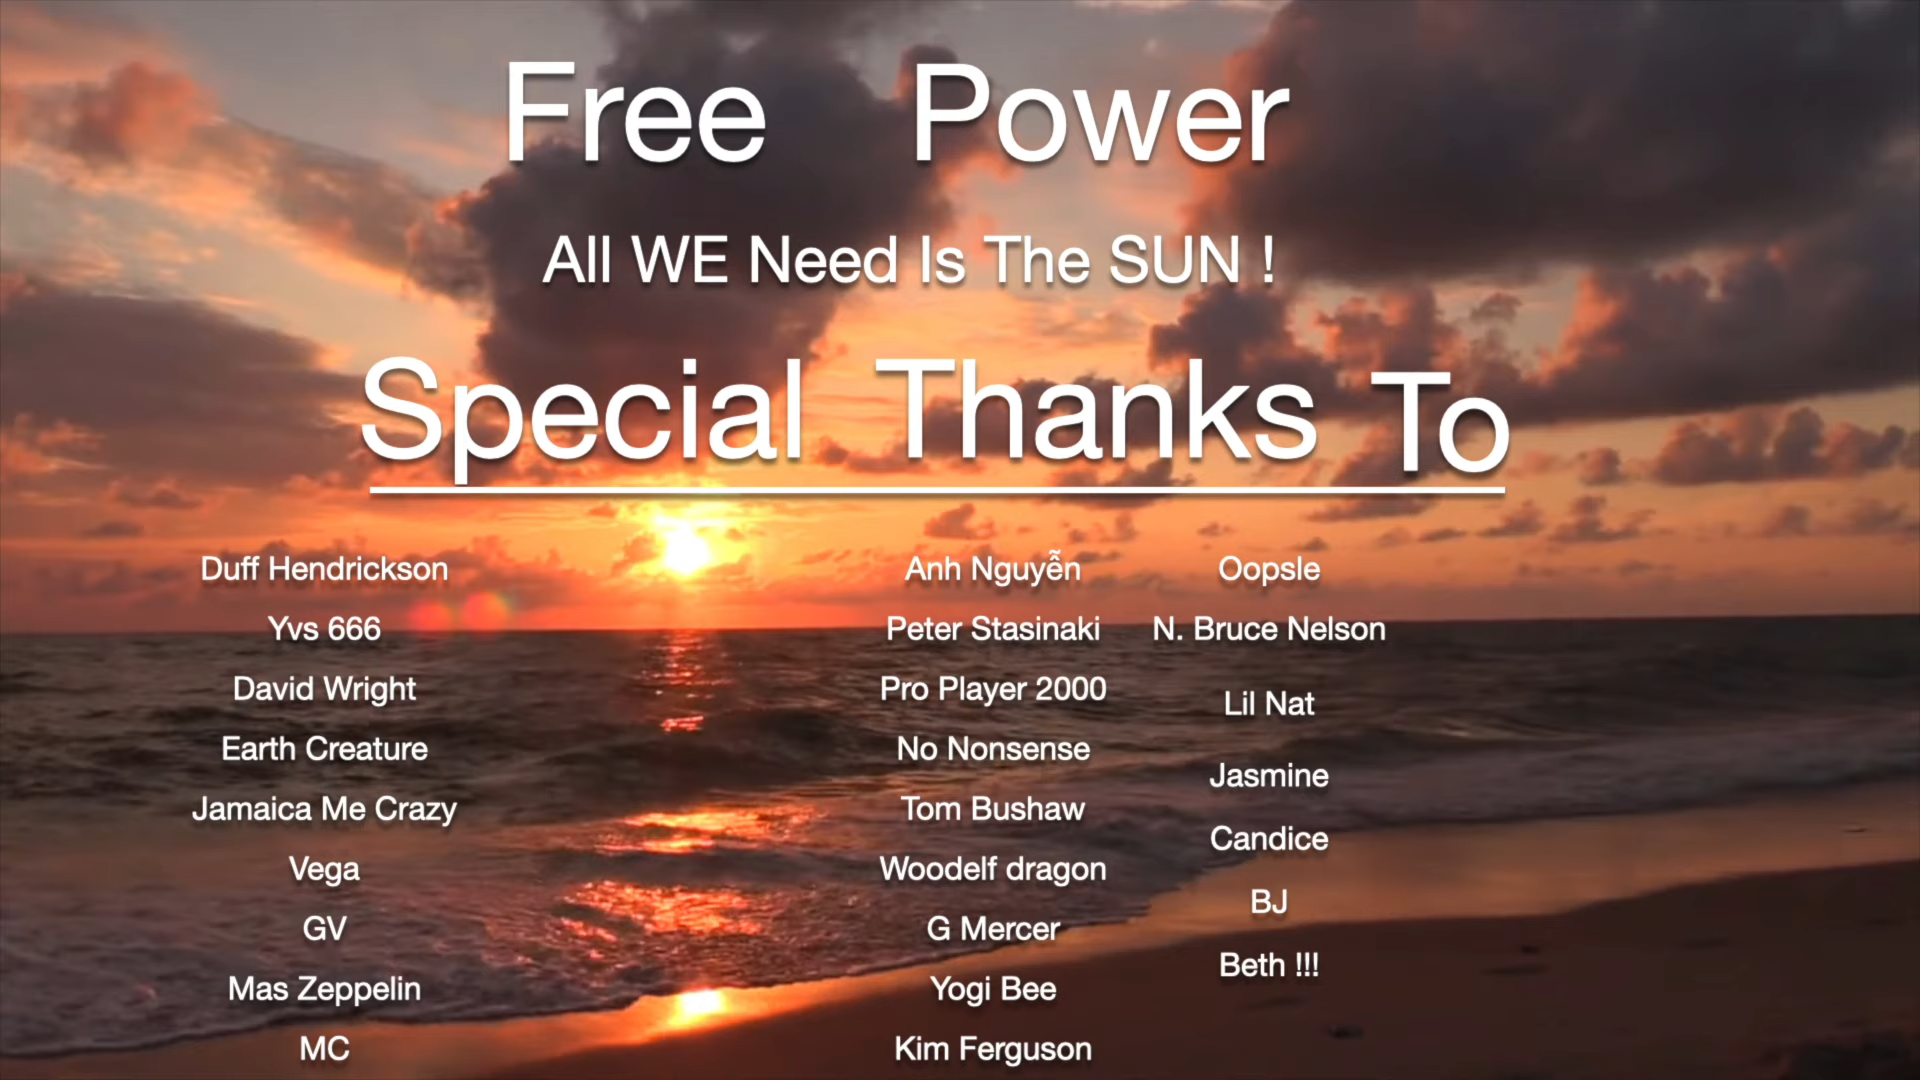 Free Power
All WE Need Is The SUN !
Special Thanks To
Duff Hendrickson
Yvs 666
David Wright
Earth Creature
Jamaica Me Crazy
Vega
GV
Mas Zeppelin
MC
Anh Nguyễn
Peter Stasinaki
Pro Player 2000
No Nonsense
Tom Bushaw
Woodelf dragon
G Mercer
Yogi Bee
Kim Ferguson
Oopsle
N. Bruce Nelson
Lil Nat
Jasmine
Candice
BJ
Beth !!!